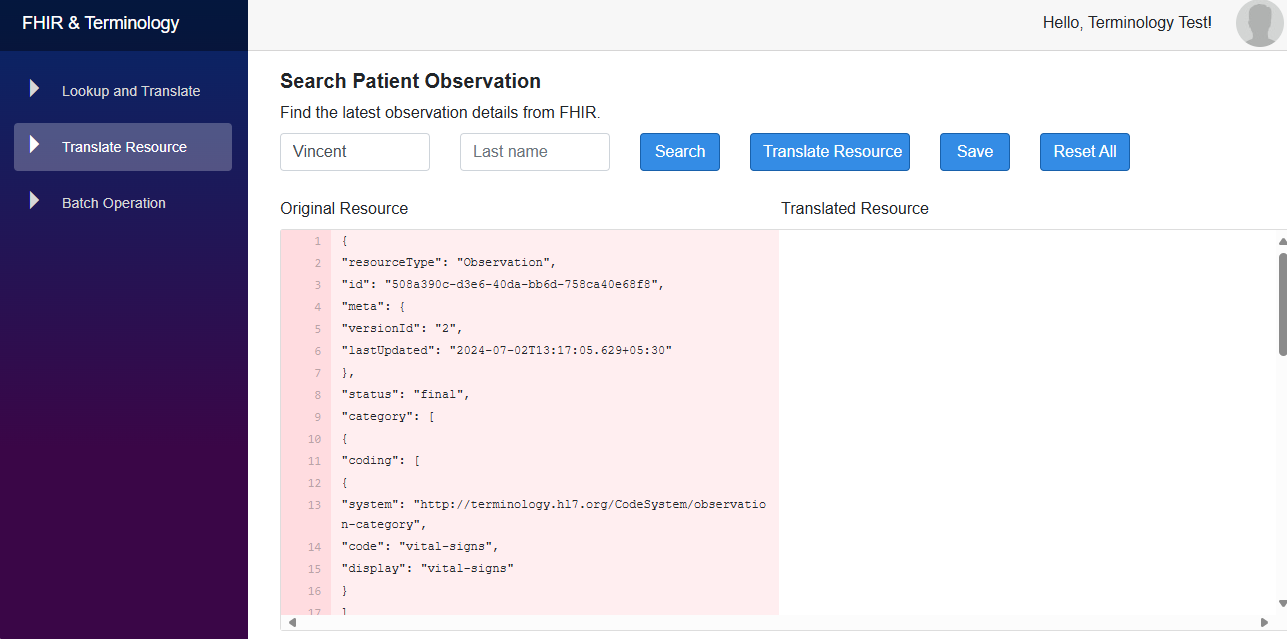 FHIR & Terminology
Hello, Terminology Test!
Lookup and Translate
Translate Resource
Batch Operation
Search Patient Observation
Find the latest observation details from FHIR.
Vincent
Last name
Search
Translate Resource
Save
Reset All
Original Resource
Translated Resource
1 {
2 "resourceType": "Observation",
3 "id": "508a390c-d3e6-40da-bb6d-758ca40e68f8",
4 "meta": {
5 "versionId": "2",
6 "lastUpdated": "2024-07-02T13:17:05.629+05:30"
7 },
8 "status": "final",
9 "category": [
10 {
11 "coding": [
12 {
13 "system": "http://terminology.hl7.org/CodeSystem/observatio
n-category",
14 "code": "vital-signs",
15 "display": "vital-signs"
16 }
17 ]